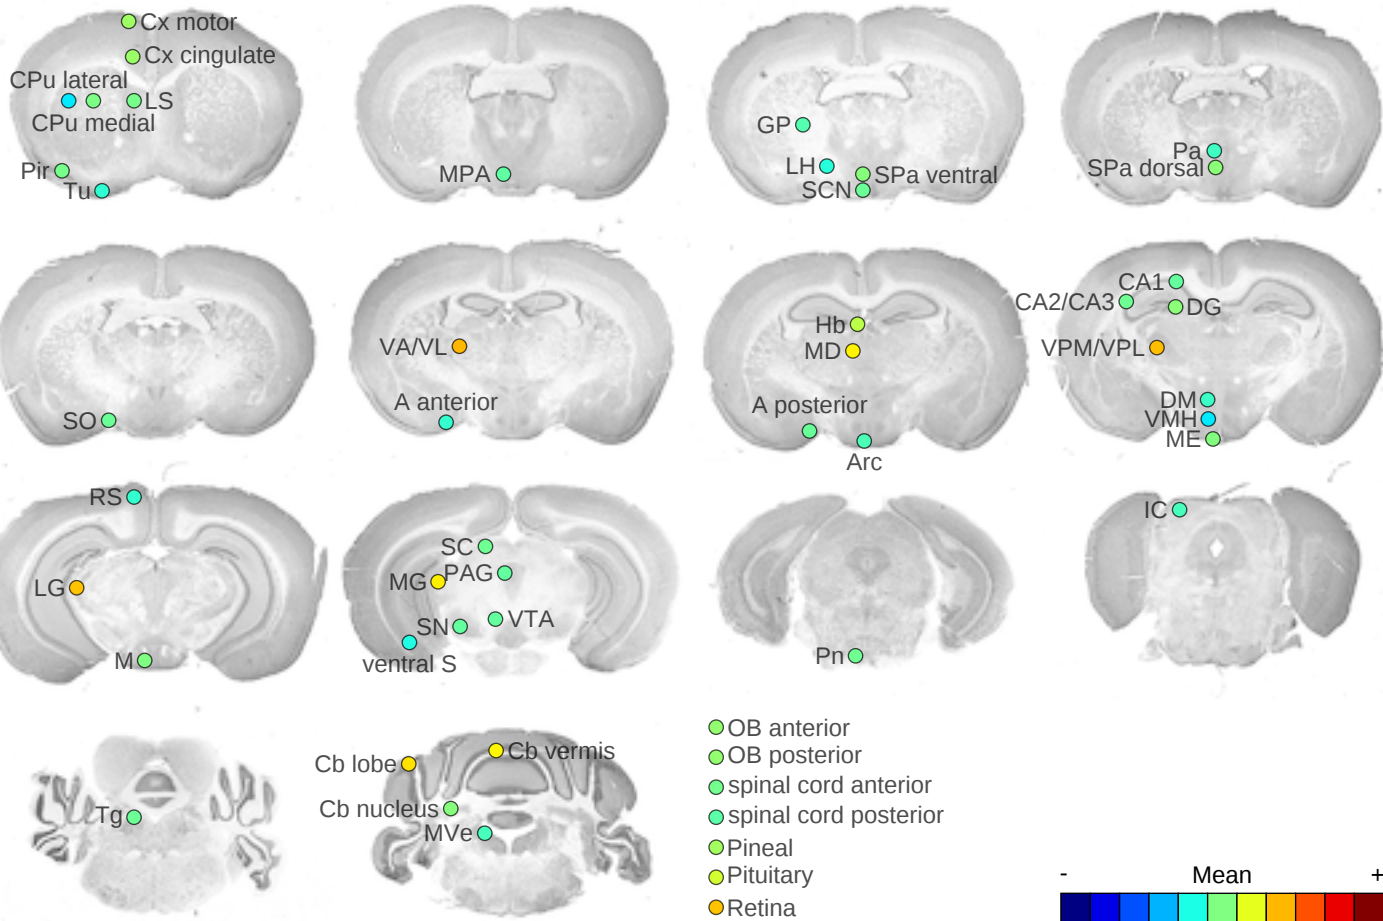 Cx motor
Cx cingulate
CPu lateral
LS
CPu medial
Pir
Tu
MPA
GP
LH
SPa ventral
SCN
Pa
SPa dorsal
SO
VA/VL
A anterior
Hb
MD
A posterior
Arc
CA1
CA2/CA3
DG
VPM/VPL
DM
VMH
ME
RS
LG
M
SC
PAG
MG
VTA
SN
ventral S
Pn
IC
Tg
Cb lobe
Cb vermis
Cb nucleus
MVe
OB anterior
OB posterior
spinal cord anterior
spinal cord posterior
Pineal
Pituitary
Retina
- Mean +